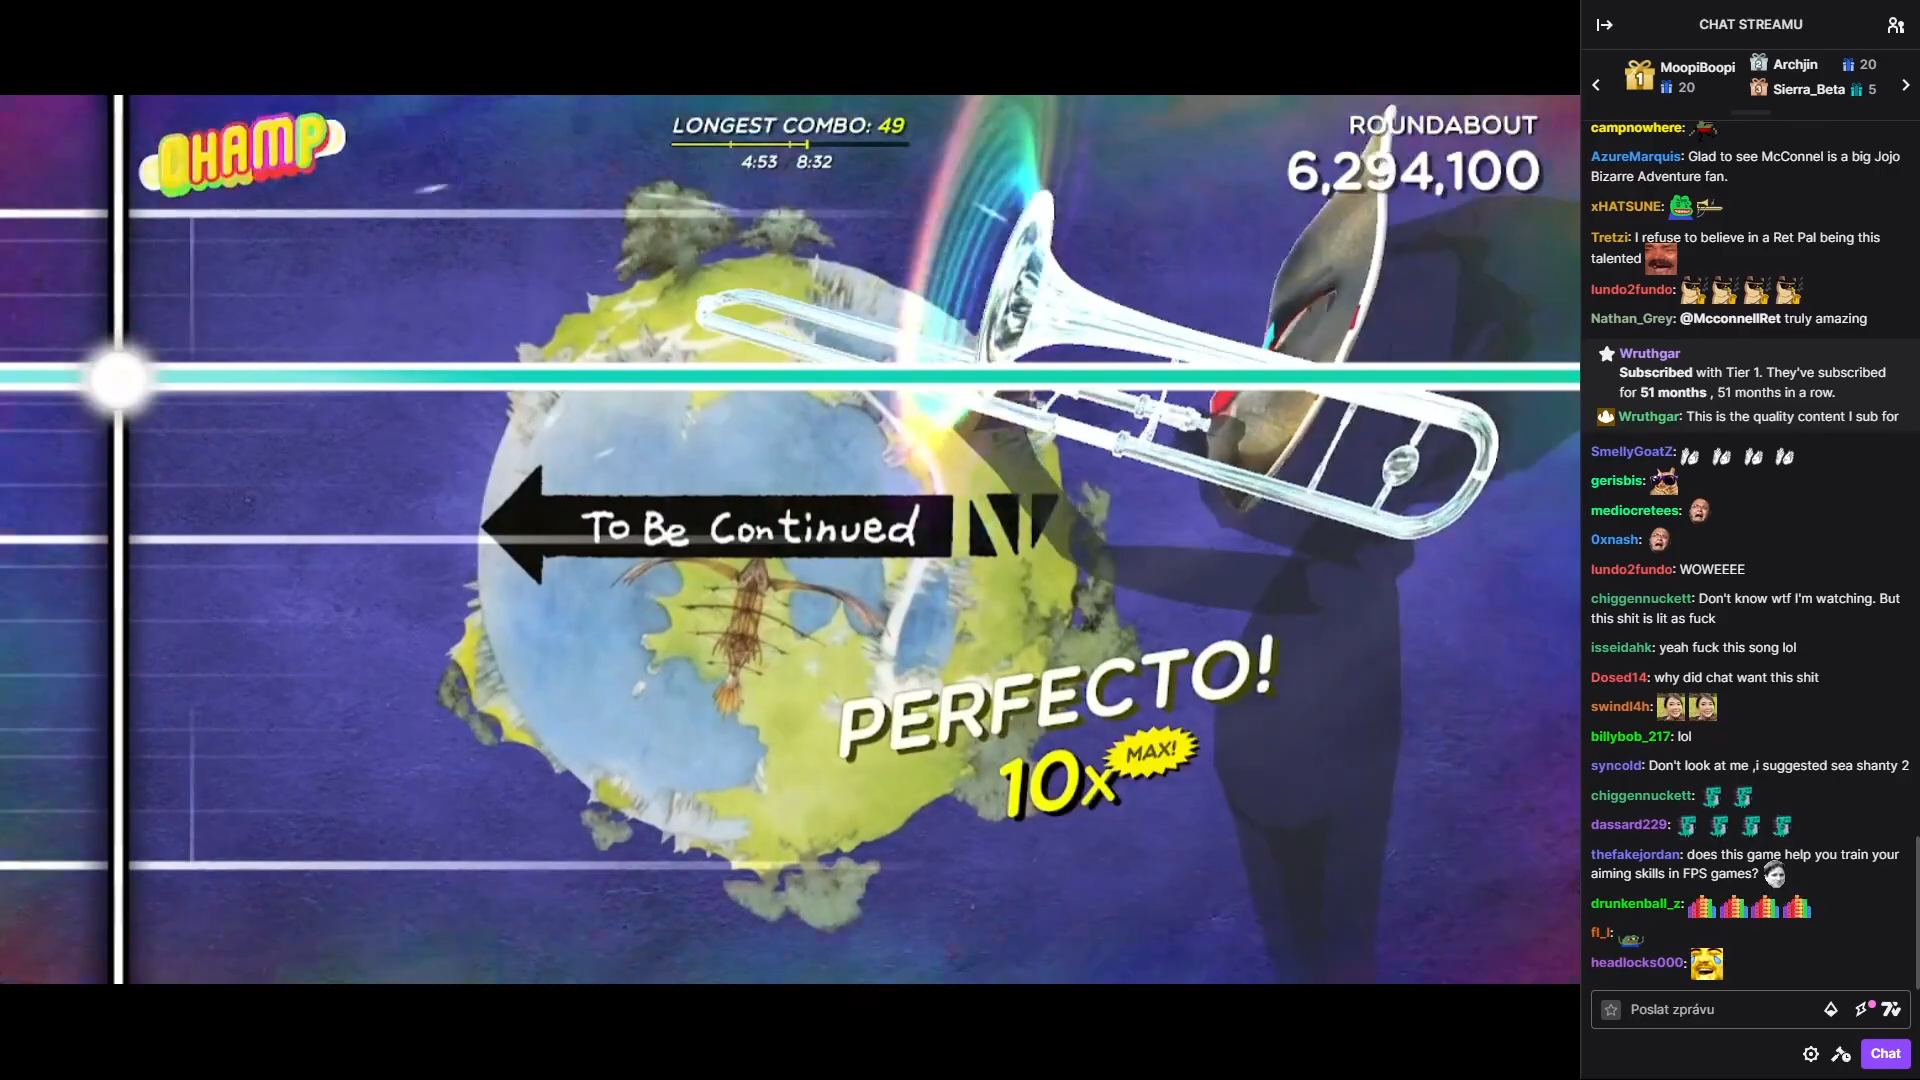 CHAMP
LONGEST COMBO: 49
4:53 / 8:32
ROUNDABOUT
6,294,100
To Be Continued
PERFECTO!
10x MAX!
CHAT STREAMU
1 MoopiBoopi
20
2 Archjin 20
3 Sierra_Beta 5
campnowhere:
AzureMarquis: Glad to see McConnel is a big Jojo
Bizarre Adventure fan.
xHATSUNE:
Tretzi: I refuse to believe in a Ret Pal being this
talented
lundo2fundo:
Nathan_Grey: @McconnellRet truly amazing
Wruthgar
Subscribed with Tier 1. They've subscribed
for 51 months , 51 months in a row.
Wruthgar: This is the quality content I sub for
SmellyGoatZ:
gerisbis:
mediocretees:
0xnash:
lundo2fundo: WOWEEEE
chiggennuckett: Don't know wtf I'm watching. But
this shit is lit as fuck
isseidahk: yeah fuck this song lol
Dosed14: why did chat want this shit
swindl4h:
billybob_217: lol
syncold: Don't look at me ,i suggested sea shanty 2
chiggennuckett:
dassard229:
thefakejordan: does this game help you train your
aiming skills in FPS games?
drunkenball_z:
fl_l:
headlocks000:
Poslat zprávu
Chat